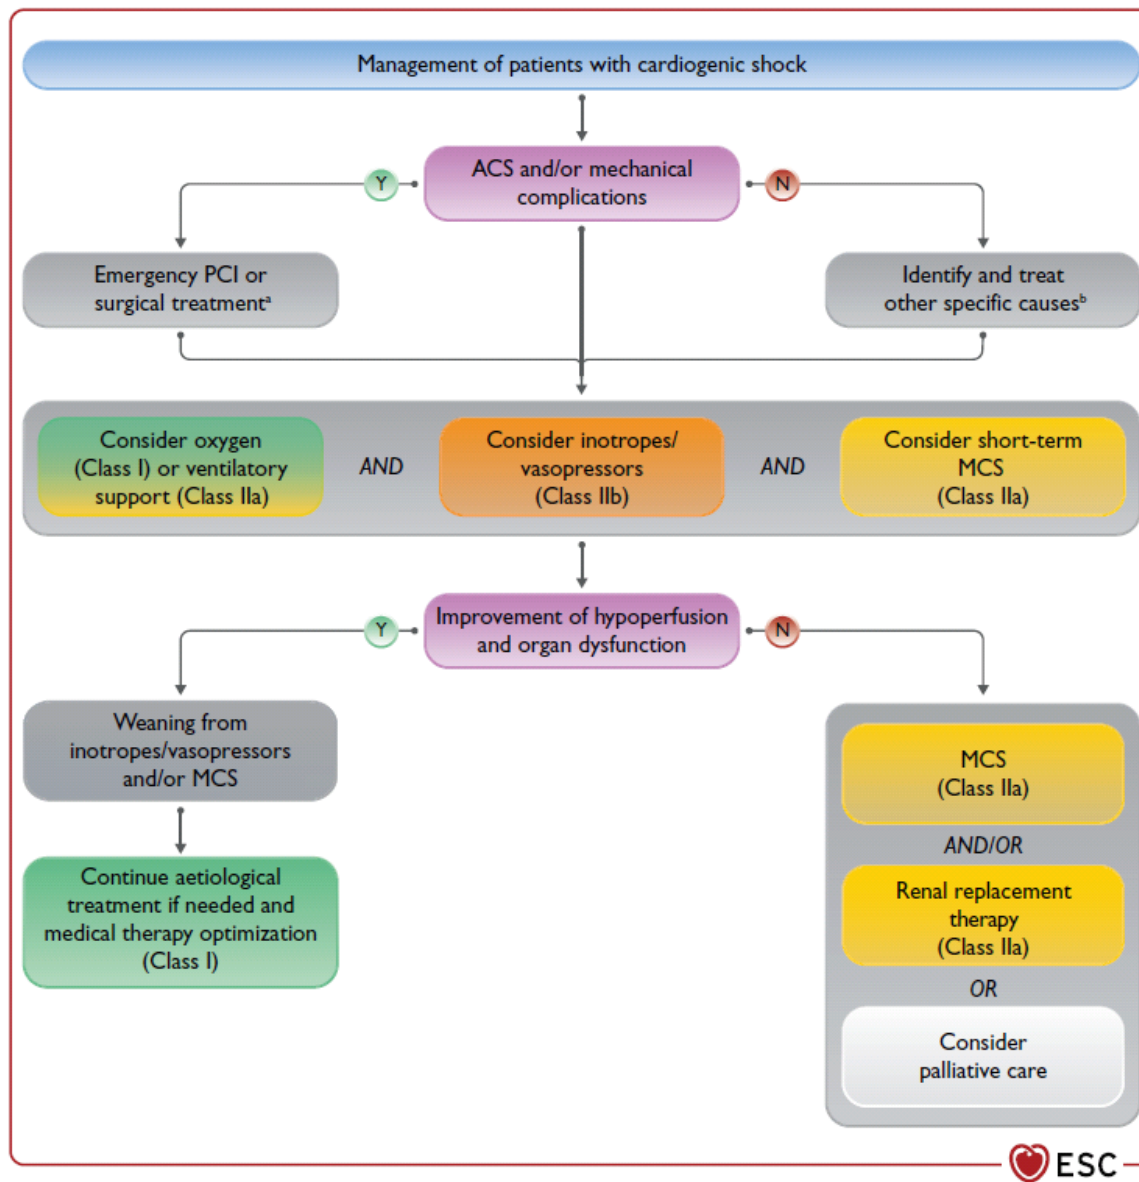 Management of patients with cardiogenic shock
ACS and/or mechanical
complications
Y
N
Emergency PCI or
surgical treatmentᵃ
Identify and treat
other specific causesᵇ
Consider oxygen
(Class I) or ventilatory
support (Class IIa)
AND
Consider inotropes/
vasopressors
(Class IIb)
AND
Consider short-term
MCS
(Class IIa)
Improvement of hypoperfusion
and organ dysfunction
Y
N
Weaning from
inotropes/vasopressors
and/or MCS
Continue aetiological
treatment if needed and
medical therapy optimization
(Class I)
MCS
(Class IIa)
AND/OR
Renal replacement
therapy
(Class IIa)
OR
Consider
palliative care
ESC